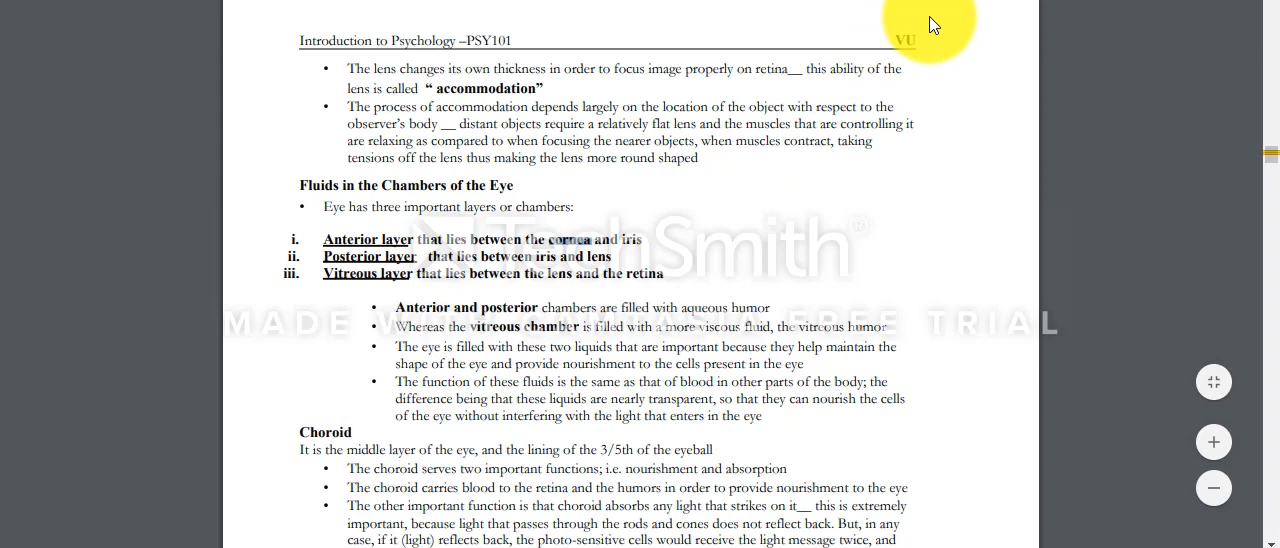 Introduction to Psychology –PSY101 VU
• The lens changes its own thickness in order to focus image properly on retina__ this ability of the
lens is called “ accommodation”
• The process of accommodation depends largely on the location of the object with respect to the
observer’s body __ distant objects require a relatively flat lens and the muscles that are controlling it
are relaxing as compared to when focusing the nearer objects, when muscles contract, taking
tensions off the lens thus making the lens more round shaped
Fluids in the Chambers of the Eye
• Eye has three important layers or chambers:
i. Anterior layer that lies between the cornea and iris
ii. Posterior layer that lies between iris and lens
iii. Vitreous layer that lies between the lens and the retina
TechSmith®
• Anterior and posterior chambers are filled with aqueous humor
MADE WITH CAMTASIA FREE TRIAL
• Whereas the vitreous chamber is filled with a more viscous fluid, the vitreous humor
• The eye is filled with these two liquids that are important because they help maintain the
shape of the eye and provide nourishment to the cells present in the eye
• The function of these fluids is the same as that of blood in other parts of the body; the
difference being that these liquids are nearly transparent, so that they can nourish the cells
of the eye without interfering with the light that enters in the eye
Choroid
It is the middle layer of the eye, and the lining of the 3/5th of the eyeball
• The choroid serves two important functions; i.e. nourishment and absorption
• The choroid carries blood to the retina and the humors in order to provide nourishment to the eye
• The other important function is that choroid absorbs any light that strikes on it__ this is extremely
important, because light that passes through the rods and cones does not reflect back. But, in any
case, if it (light) reflects back, the photo-sensitive cells would receive the light message twice, and